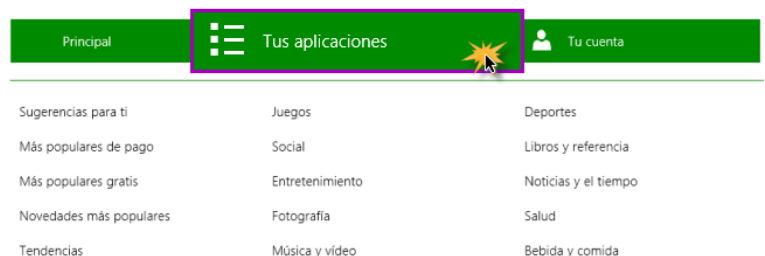 Principal
Tus aplicaciones
Tu cuenta
Sugerencias para ti
Juegos
Deportes
Más populares de pago
Social
Libros y referencia
Más populares gratis
Entretenimiento
Noticias y el tiempo
Novedades más populares
Fotografía
Salud
Tendencias
Música y vídeo
Bebida y comida